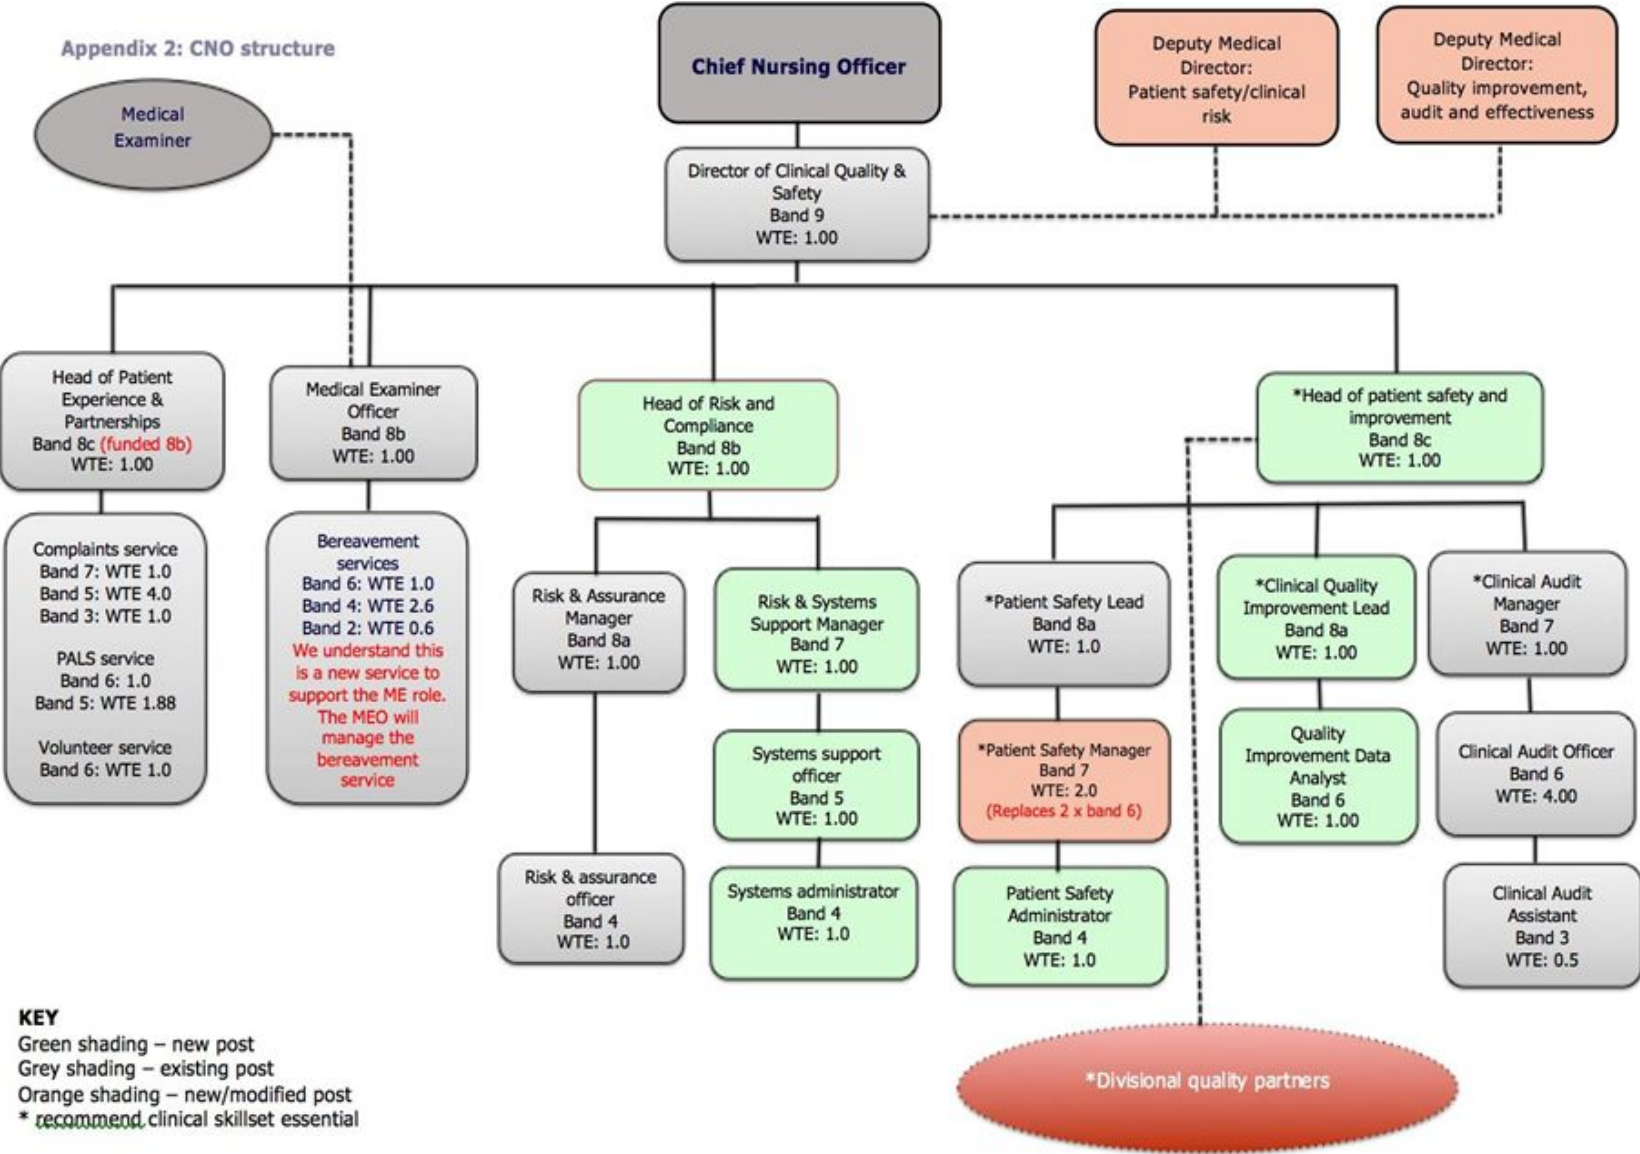 Appendix 2: CNO structure
Chief Nursing Officer
Deputy Medical
Director:
Patient safety/clinical
risk
Deputy Medical
Director:
Quality improvement,
audit and effectiveness
Medical
Examiner
Director of Clinical Quality &
Safety
Band 9
WTE: 1.00
Head of Patient
Experience &
Partnerships
Band 8c (funded 8b)
WTE: 1.00
Medical Examiner
Officer
Band 8b
WTE: 1.00
Head of Risk and
Compliance
Band 8b
WTE: 1.00
*Head of patient safety and
improvement
Band 8c
WTE: 1.00
Complaints service
Band 7: WTE 1.0
Band 5: WTE 4.0
Band 3: WTE 1.0
PALS service
Band 6: 1.0
Band 5: WTE 1.88
Volunteer service
Band 6: WTE 1.0
Bereavement
services
Band 6: WTE 1.0
Band 4: WTE 2.6
Band 2: WTE 0.6
We understand this
is a new service to
support the ME role.
The MEO will
manage the
bereavement
service
Risk & Assurance
Manager
Band 8a
WTE: 1.00
Risk & Systems
Support Manager
Band 7
WTE: 1.00
*Patient Safety Lead
Band 8a
WTE: 1.0
*Clinical Quality
Improvement Lead
Band 8a
WTE: 1.00
*Clinical Audit
Manager
Band 7
WTE: 1.00
Systems support
officer
Band 5
WTE: 1.00
*Patient Safety Manager
Band 7
WTE: 2.0
(Replaces 2 x band 6)
Quality
Improvement Data
Analyst
Band 6
WTE: 1.00
Clinical Audit Officer
Band 6
WTE: 4.00
Risk & assurance
officer
Band 4
WTE: 1.0
Systems administrator
Band 4
WTE: 1.0
Patient Safety
Administrator
Band 4
WTE: 1.0
Clinical Audit
Assistant
Band 3
WTE: 0.5
KEY
Green shading – new post
Grey shading – existing post
Orange shading – new/modified post
* recommend clinical skillset essential
*Divisional quality partners